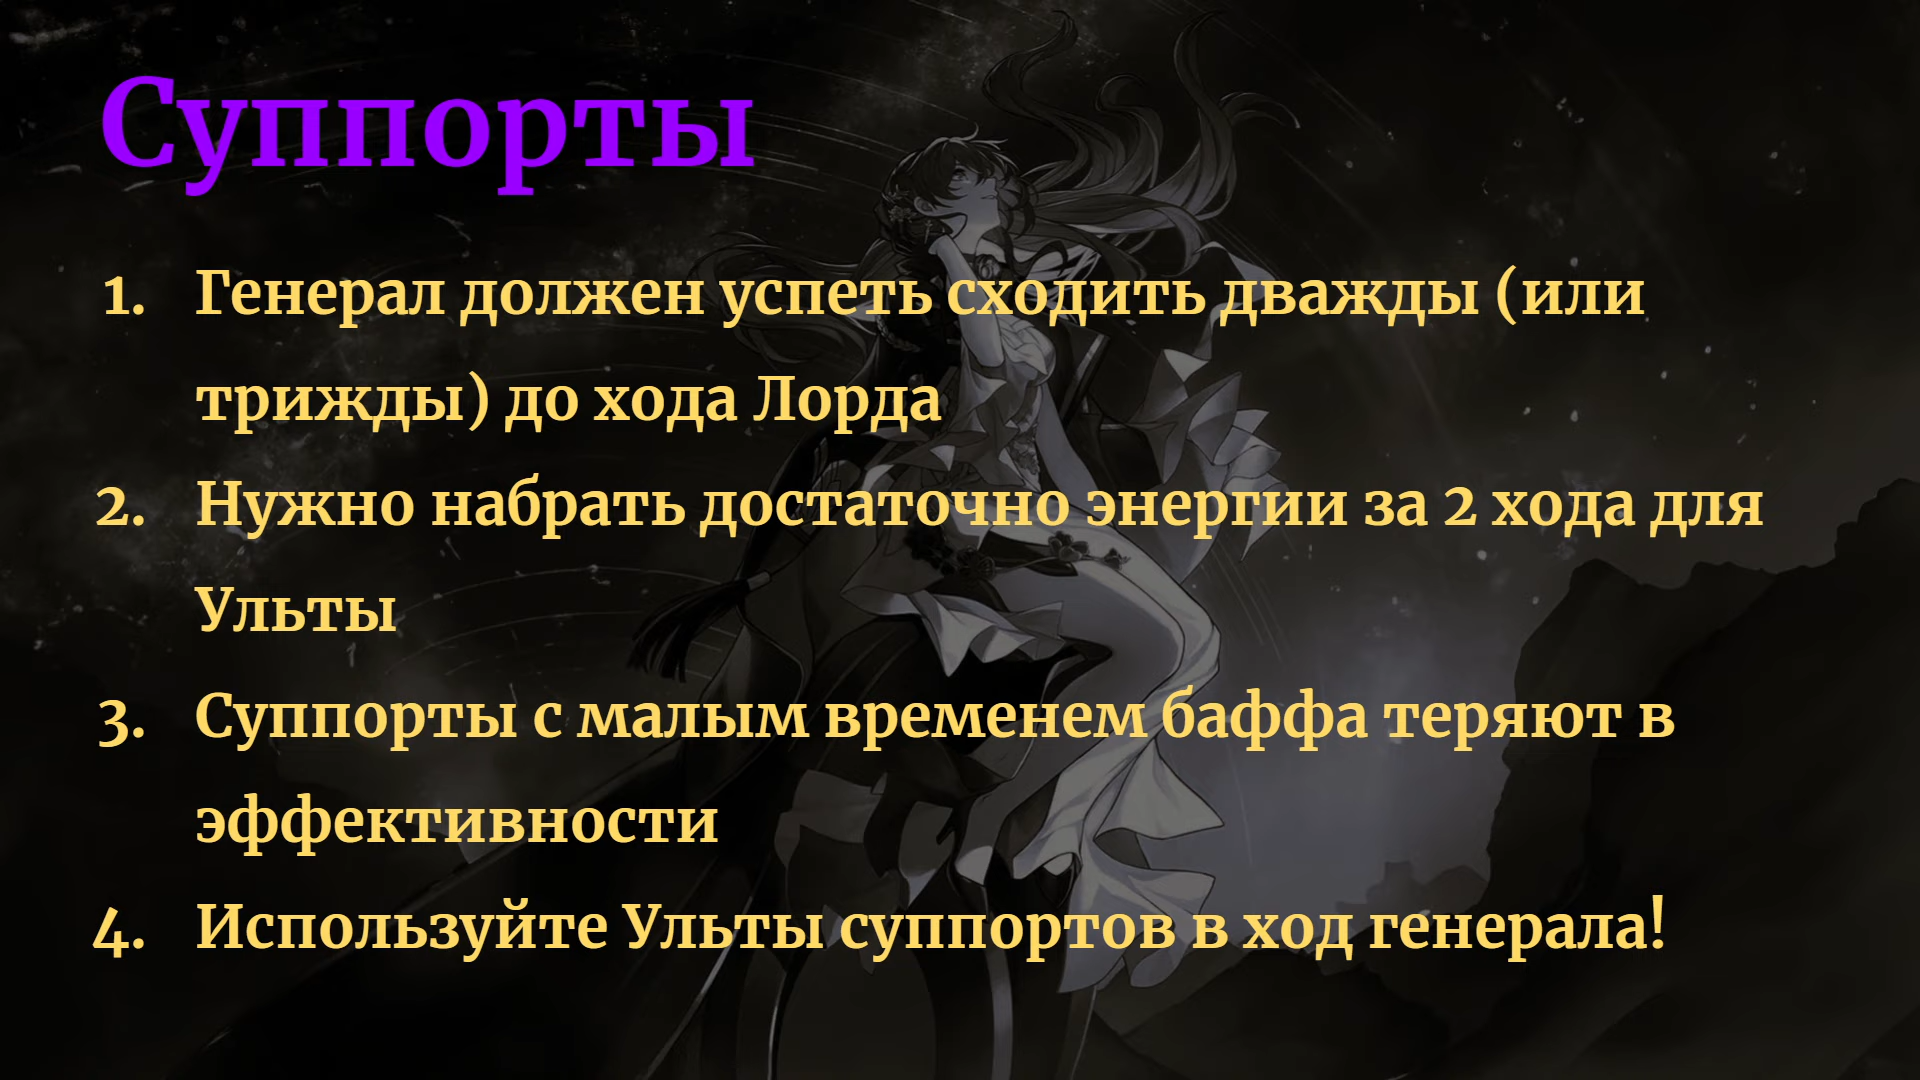 Суппорты
1. Генерал должен успеть сходить дважды (или
трижды) до хода Лорда
2. Нужно набрать достаточно энергии за 2 хода для
Ульты
3. Суппорты с малым временем баффа теряют в
эффективности
4. Используйте Ульты суппортов в ход генерала!